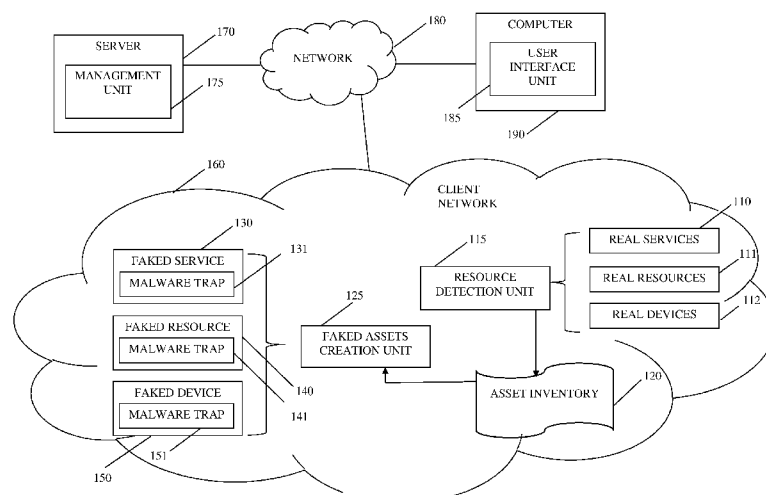 SERVER
170
MANAGEMENT
UNIT
175
NETWORK
180
COMPUTER
USER
INTERFACE
UNIT
185
190
160
CLIENT
NETWORK
130
FAKED SERVICE
131
MALWARE TRAP
FAKED RESOURCE
MALWARE TRAP
140
141
FAKED DEVICE
MALWARE TRAP
150
151
125
FAKED ASSETS
CREATION UNIT
115
RESOURCE
DETECTION UNIT
110
REAL SERVICES
111
REAL RESOURCES
112
REAL DEVICES
ASSET INVENTORY
120